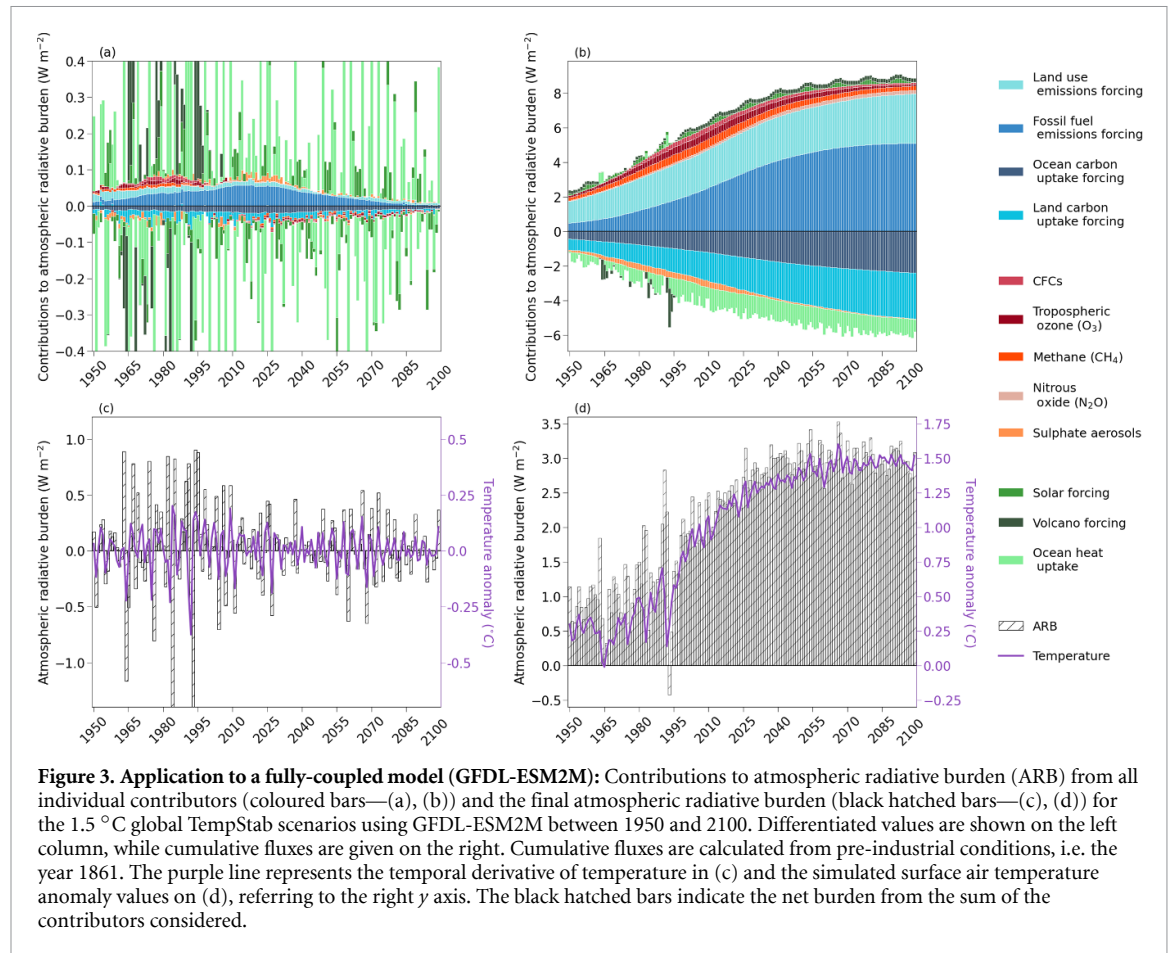 (a)
Contributions to atmospheric radiative burden (W m−2)
0.4
0.3
0.2
0.1
0.0
−0.1
−0.2
−0.3
−0.4
1950
1965
1980
1995
2010
2025
2040
2055
2070
2085
2100
(b)
Contributions to atmospheric radiative burden (W m−2)
8
6
4
2
0
−2
−4
−6
1950
1965
1980
1995
2010
2025
2040
2055
2070
2085
2100
Land use
emissions forcing
Fossil fuel
emissions forcing
Ocean carbon
uptake forcing
Land carbon
uptake forcing
CFCs
Tropospheric
ozone (O3)
Methane (CH4)
Nitrous
oxide (N2O)
Sulphate aerosols
Solar forcing
Volcano forcing
Ocean heat
uptake
ARB
Temperature
(c)
Atmospheric radiative burden (W m−2)
1.0
0.5
0.0
−0.5
−1.0
0.5
0.25
0.0
-0.25
-0.5
Temperature anomaly (°C)
1950
1965
1980
1995
2010
2025
2040
2055
2070
2085
2100
(d)
Atmospheric radiative burden (W m−2)
3.5
3.0
2.5
2.0
1.5
1.0
0.5
0.0
−0.5
1.75
1.50
1.25
1.00
0.75
0.50
0.25
0.00
−0.25
Temperature anomaly (°C)
1950
1965
1980
1995
2010
2025
2040
2055
2070
2085
2100
Figure 3. Application to a fully-coupled model (GFDL-ESM2M): Contributions to atmospheric radiative burden (ARB) from all
individual contributors (coloured bars—(a), (b)) and the final atmospheric radiative burden (black hatched bars—(c), (d)) for
the 1.5 °C global TempStab scenarios using GFDL-ESM2M between 1950 and 2100. Differentiated values are shown on the left
column, while cumulative fluxes are given on the right. Cumulative fluxes are calculated from pre-industrial conditions, i.e. the
year 1861. The purple line represents the temporal derivative of temperature in (c) and the simulated surface air temperature
anomaly values on (d), referring to the right y axis. The black hatched bars indicate the net burden from the sum of the
contributors considered.